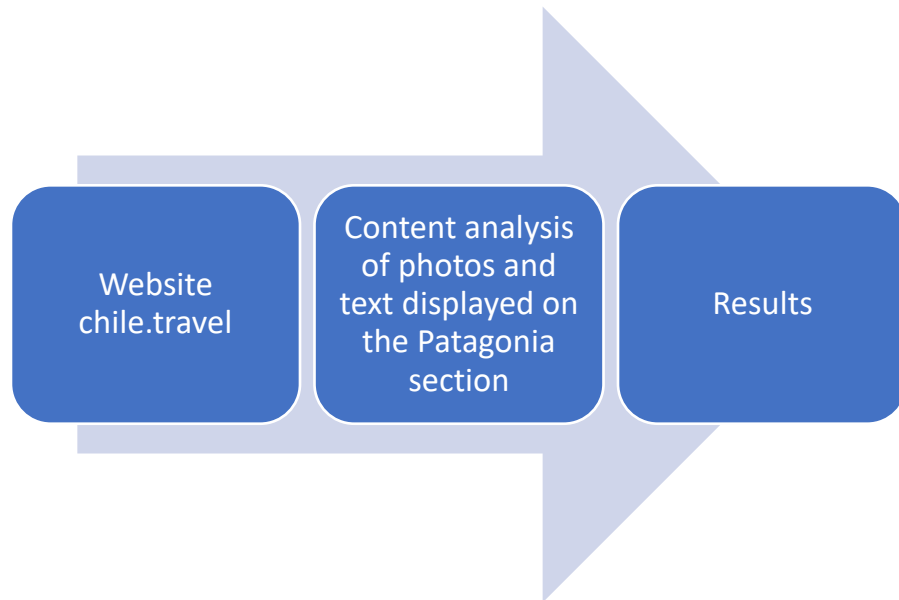 Website
chile.travel
Content analysis
of photos and
text displayed on
the Patagonia
section
Results